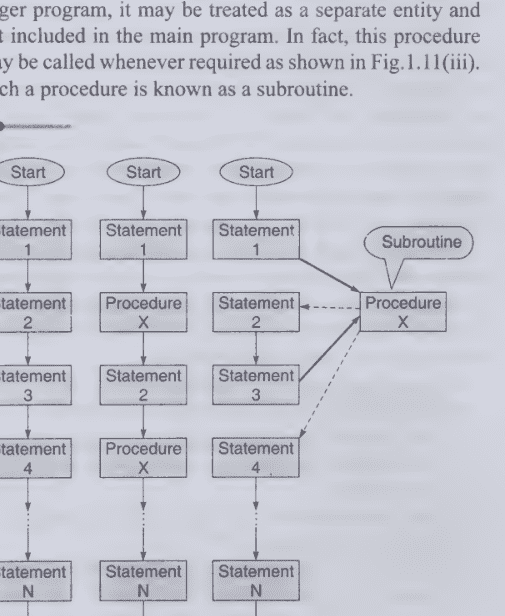 ger program, it may be treated as a separate entity and
t included in the main program. In fact, this procedure
ay be called whenever required as shown in Fig.1.11(iii).
ch a procedure is known as a subroutine.
Start Start Start
tatement Statement Statement
1 1 1
Subroutine
tatement Procedure Statement Procedure
2 X 2 X
tatement Statement Statement
3 2 3
tatement Procedure Statement
4 X 4
tatement Statement Statement
N N N